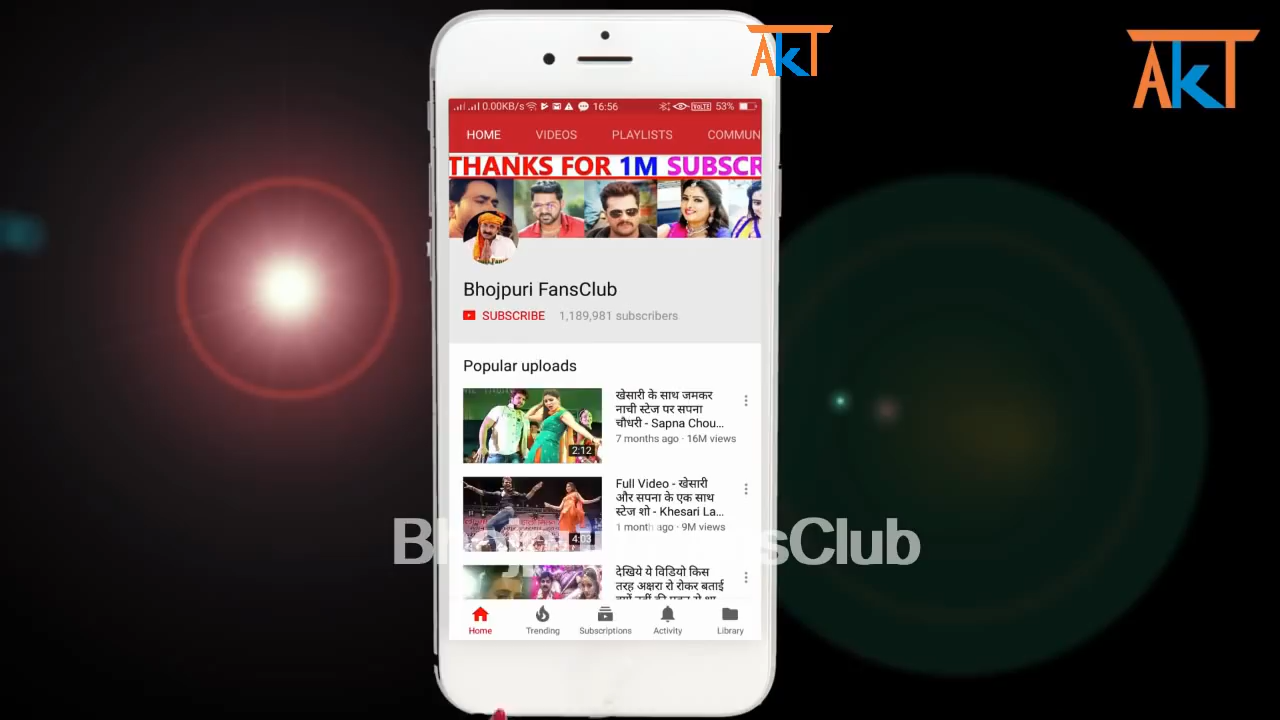 AKT
AKT
0.00KB/s 16:56 VoLTE 53%
HOME VIDEOS PLAYLISTS COMMUN
THANKS FOR 1M SUBSCR
Bhojpuri FansClub
SUBSCRIBE 1,189,981 subscribers
Popular uploads
खेसारी के साथ जमकर
नाची स्टेज पर सपना
चौधरी - Sapna Chou...
7 months ago · 16M views
2:12
Full Video - खेसारी
और सपना के एक साथ
स्टेज शो - Khesari La...
1 month ago · 9M views
4:03
Bhojpuri FansClub
देखिये ये विडियो किस
तरह अक्षरा रो रोकर बताई
Home Trending Subscriptions Activity Library